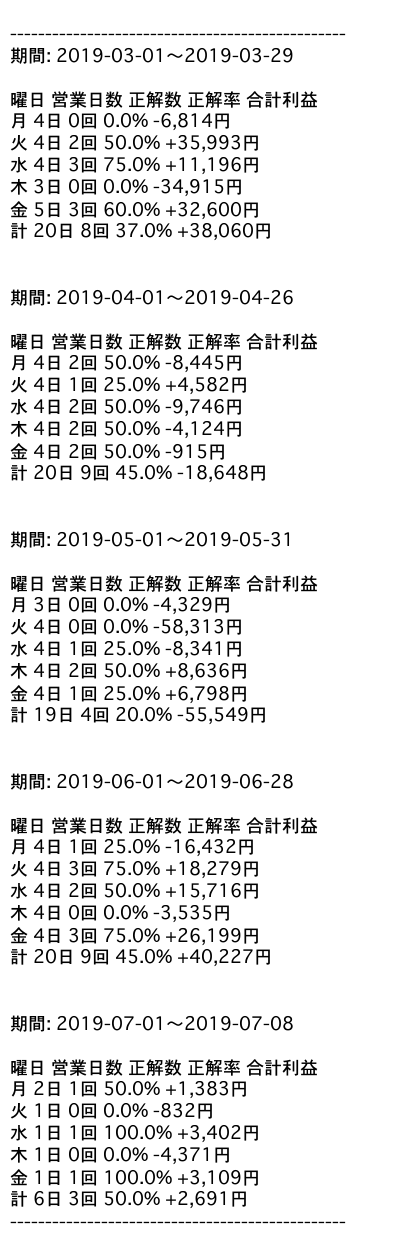 ------------------------------------------------
期間: 2019-03-01〜2019-03-29
曜日 営業日数 正解数 正解率 合計利益
月 4日 0回 0.0% -6,814円
火 4日 2回 50.0% +35,993円
水 4日 3回 75.0% +11,196円
木 3日 0回 0.0% -34,915円
金 5日 3回 60.0% +32,600円
計 20日 8回 37.0% +38,060円
期間: 2019-04-01〜2019-04-26
曜日 営業日数 正解数 正解率 合計利益
月 4日 2回 50.0% -8,445円
火 4日 1回 25.0% +4,582円
水 4日 2回 50.0% -9,746円
木 4日 2回 50.0% -4,124円
金 4日 2回 50.0% -915円
計 20日 9回 45.0% -18,648円
期間: 2019-05-01〜2019-05-31
曜日 営業日数 正解数 正解率 合計利益
月 3日 0回 0.0% -4,329円
火 4日 0回 0.0% -58,313円
水 4日 1回 25.0% -8,341円
木 4日 2回 50.0% +8,636円
金 4日 1回 25.0% +6,798円
計 19日 4回 20.0% -55,549円
期間: 2019-06-01〜2019-06-28
曜日 営業日数 正解数 正解率 合計利益
月 4日 1回 25.0% -16,432円
火 4日 3回 75.0% +18,279円
水 4日 2回 50.0% +15,716円
木 4日 0回 0.0% -3,535円
金 4日 3回 75.0% +26,199円
計 20日 9回 45.0% +40,227円
期間: 2019-07-01〜2019-07-08
曜日 営業日数 正解数 正解率 合計利益
月 2日 1回 50.0% +1,383円
火 1日 0回 0.0% -832円
水 1日 1回 100.0% +3,402円
木 1日 0回 0.0% -4,371円
金 1日 1回 100.0% +3,109円
計 6日 3回 50.0% +2,691円
------------------------------------------------